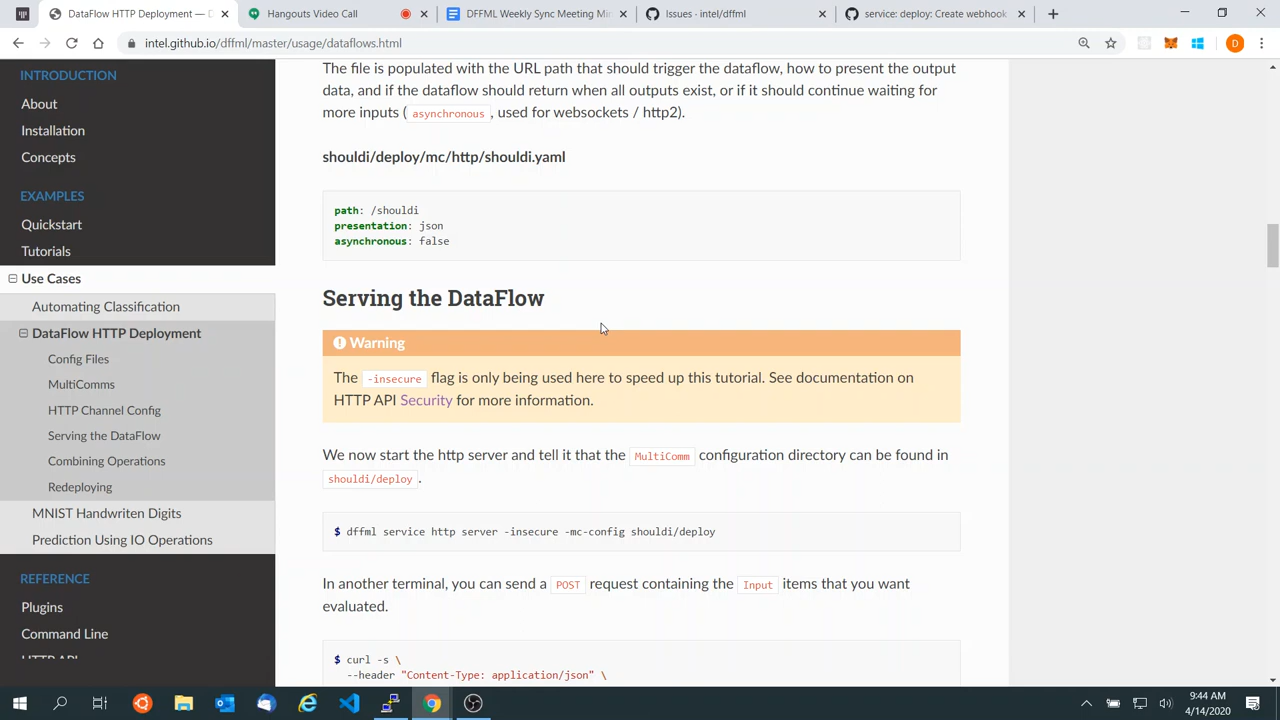 DataFlow HTTP Deployment — D
Hangouts Video Call
DFFML Weekly Sync Meeting Min
Issues · intel/dffml
service: deploy: Create webhook
intel.github.io/dffml/master/usage/dataflows.html
D
INTRODUCTION
About
Installation
Concepts
EXAMPLES
Quickstart
Tutorials
Use Cases
Automating Classification
DataFlow HTTP Deployment
Config Files
MultiComms
HTTP Channel Config
Serving the DataFlow
Combining Operations
Redeploying
MNIST Handwriten Digits
Prediction Using IO Operations
REFERENCE
Plugins
Command Line
HTTP API
The file is populated with the URL path that should trigger the dataflow, how to present the output
data, and if the dataflow should return when all outputs exist, or if it should continue waiting for
more inputs ( asynchronous , used for websockets / http2).
shouldi/deploy/mc/http/shouldi.yaml
path: /shouldi
presentation: json
asynchronous: false
Serving the DataFlow
Warning
The -insecure flag is only being used here to speed up this tutorial. See documentation on
HTTP API Security for more information.
We now start the http server and tell it that the MultiComm configuration directory can be found in
shouldi/deploy .
$ dffml service http server -insecure -mc-config shouldi/deploy
In another terminal, you can send a POST request containing the Input items that you want
evaluated.
$ curl -s \
--header "Content-Type: application/json" \
9:44 AM
4/14/2020